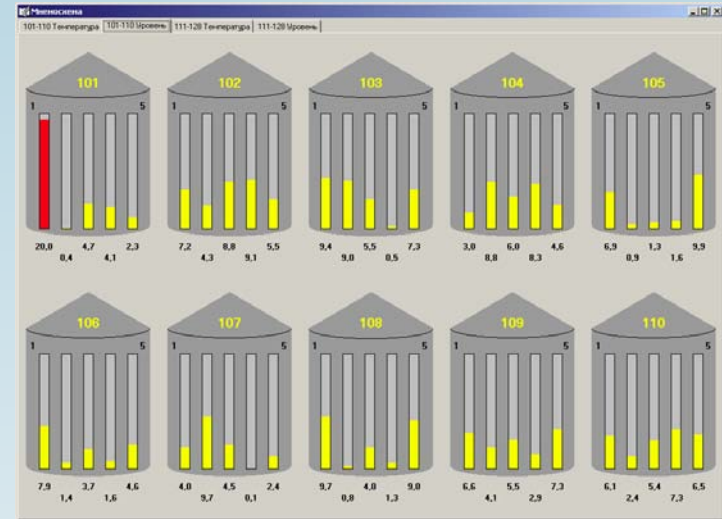 Мнемосхема
101-110 Температура 101-110 Уровень 111-128 Температура 111-128 Уровень
101 102 103 104 105
1 5 1 5 1 5 1 5 1 5
20,0 4,7 2,3 7,2 8,8 5,5 9,4 5,5 7,3 3,0 6,0 4,6 6,9 1,3 9,9
0,4 4,1 4,3 9,1 9,0 0,5 8,8 8,3 0,9 1,6
106 107 108 109 110
1 5 1 5 1 5 1 5 1 5
7,9 3,7 4,6 4,0 4,5 2,4 9,7 4,0 9,0 6,6 5,5 7,3 6,1 5,4 6,5
1,4 1,6 9,7 0,1 0,8 1,3 4,1 2,9 2,4 7,3